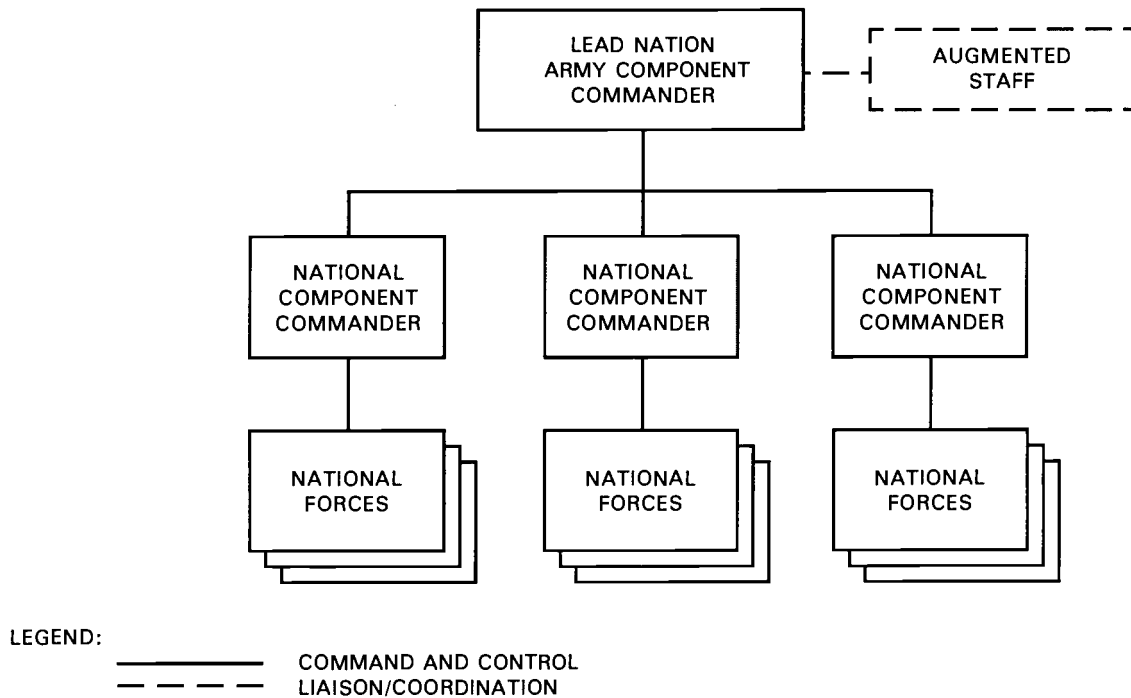 LEAD NATION
ARMY COMPONENT
COMMANDER
AUGMENTED
STAFF
NATIONAL
COMPONENT
COMMANDER
NATIONAL
COMPONENT
COMMANDER
NATIONAL
COMPONENT
COMMANDER
NATIONAL
FORCES
NATIONAL
FORCES
NATIONAL
FORCES
LEGEND:
COMMAND AND CONTROL
LIAISON/COORDINATION